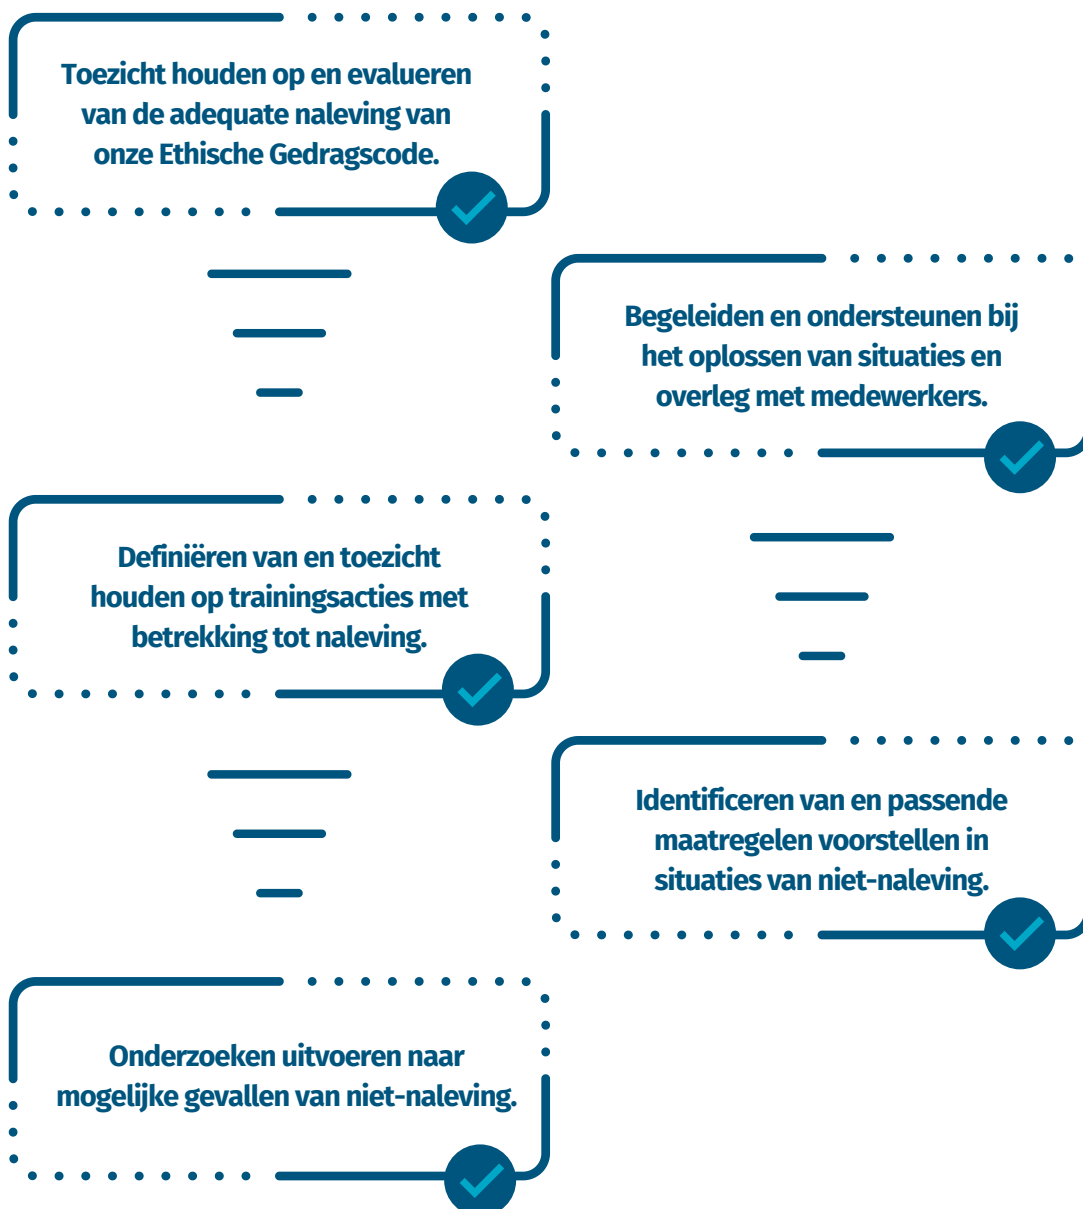 Toezicht houden op en evalueren
van de adequate naleving van
onze Ethische Gedragscode.
Begeleiden en ondersteunen bij
het oplossen van situaties en
overleg met medewerkers.
Definiëren van en toezicht
houden op trainingsacties met
betrekking tot naleving.
Identificeren van en passende
maatregelen voorstellen in
situaties van niet-naleving.
Onderzoeken uitvoeren naar
mogelijke gevallen van niet-naleving.